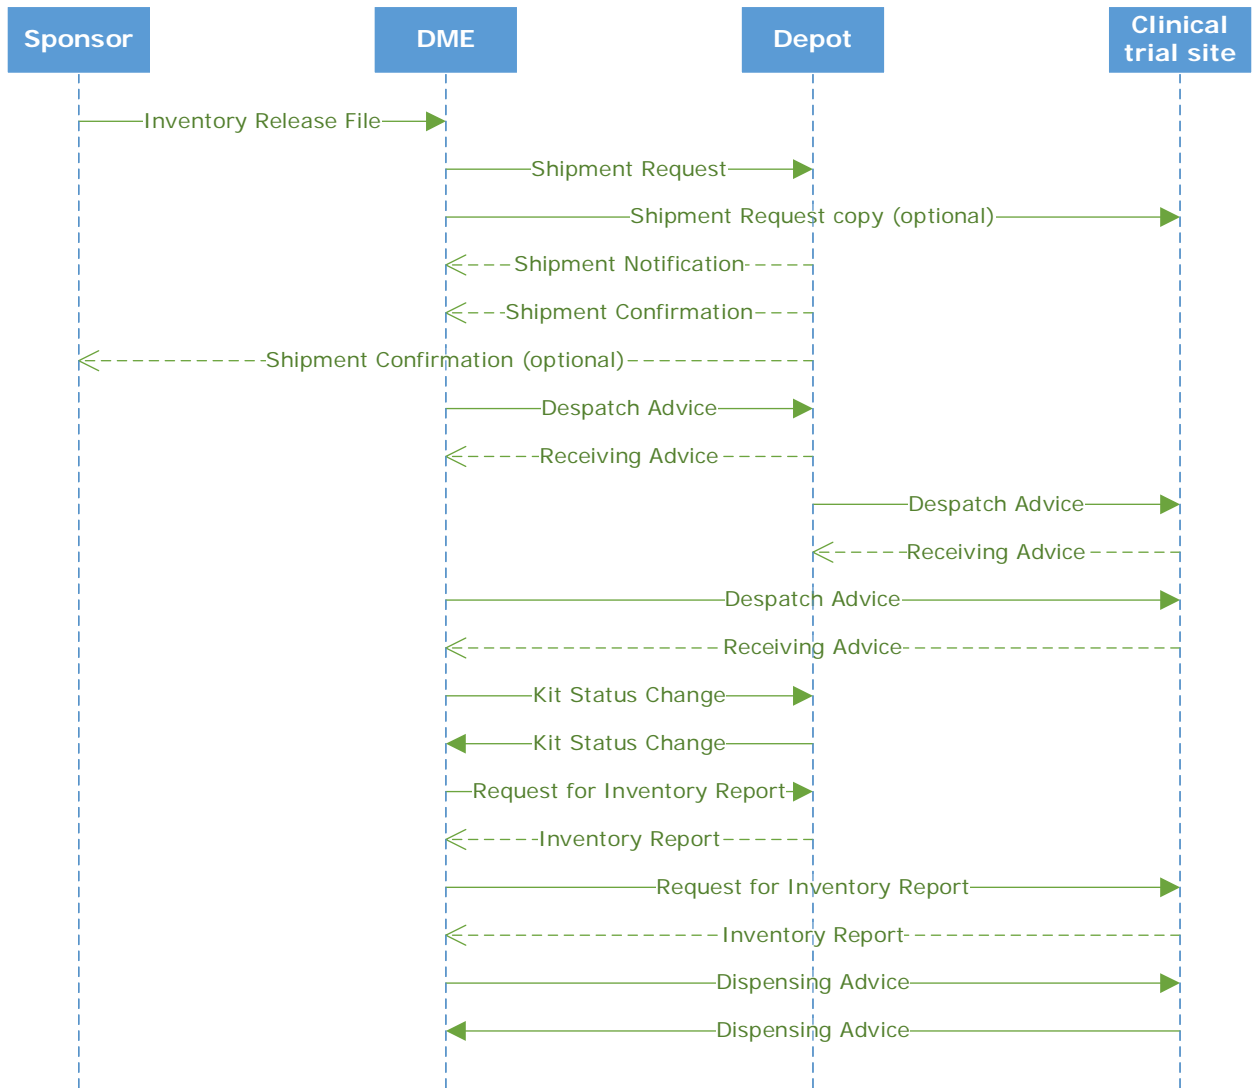 Sponsor
DME
Depot
Clinical
trial site
Inventory Release File
Shipment Request
Shipment Request copy (optional)
Shipment Notification
Shipment Confirmation
Shipment Confirmation (optional)
Despatch Advice
Receiving Advice
Despatch Advice
Receiving Advice
Despatch Advice
Receiving Advice
Kit Status Change
Kit Status Change
Request for Inventory Report
Inventory Report
Request for Inventory Report
Inventory Report
Dispensing Advice
Dispensing Advice